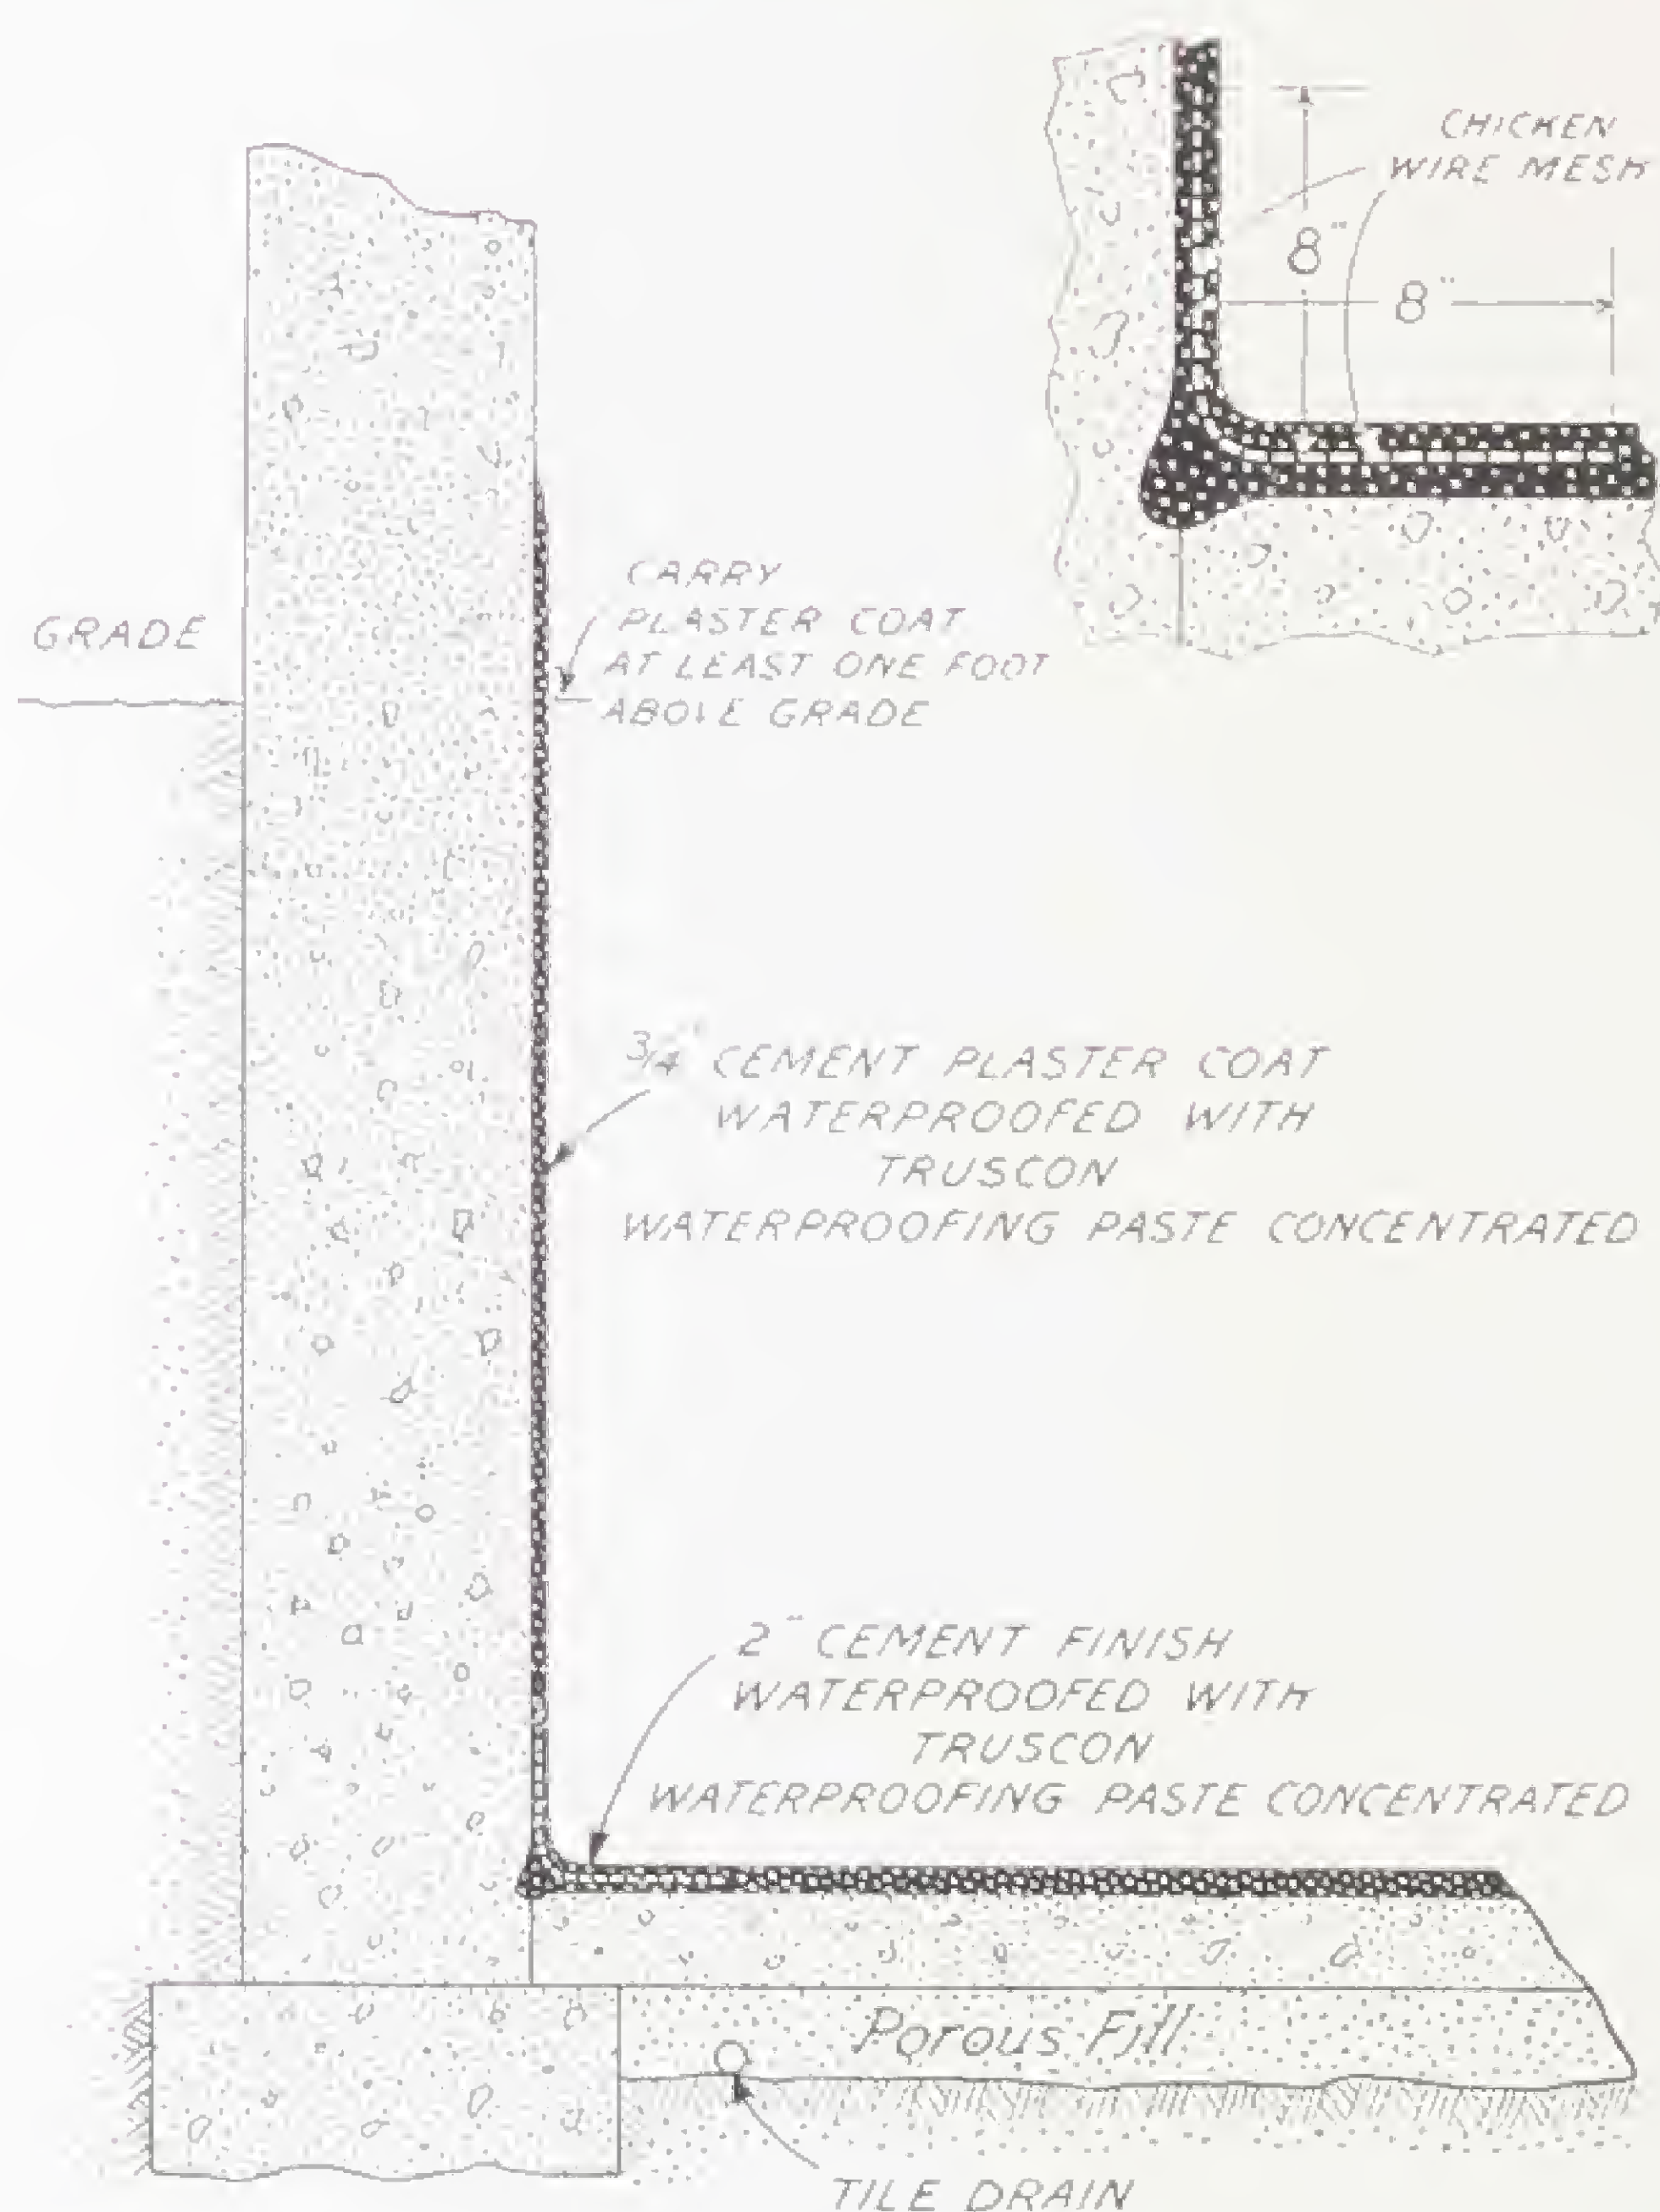 CHICKEN
WIRE MESH
8"
8"
GRADE
CARRY
PLASTER COAT
AT LEAST ONE FOOT
ABOVE GRADE
3/4" CEMENT PLASTER COAT
WATERPROOFED WITH
TRUSCON
WATERPROOFING PASTE CONCENTRATED
2" CEMENT FINISH
WATERPROOFED WITH
TRUSCON
WATERPROOFING PASTE CONCENTRATED
Porous Fill
TILE DRAIN